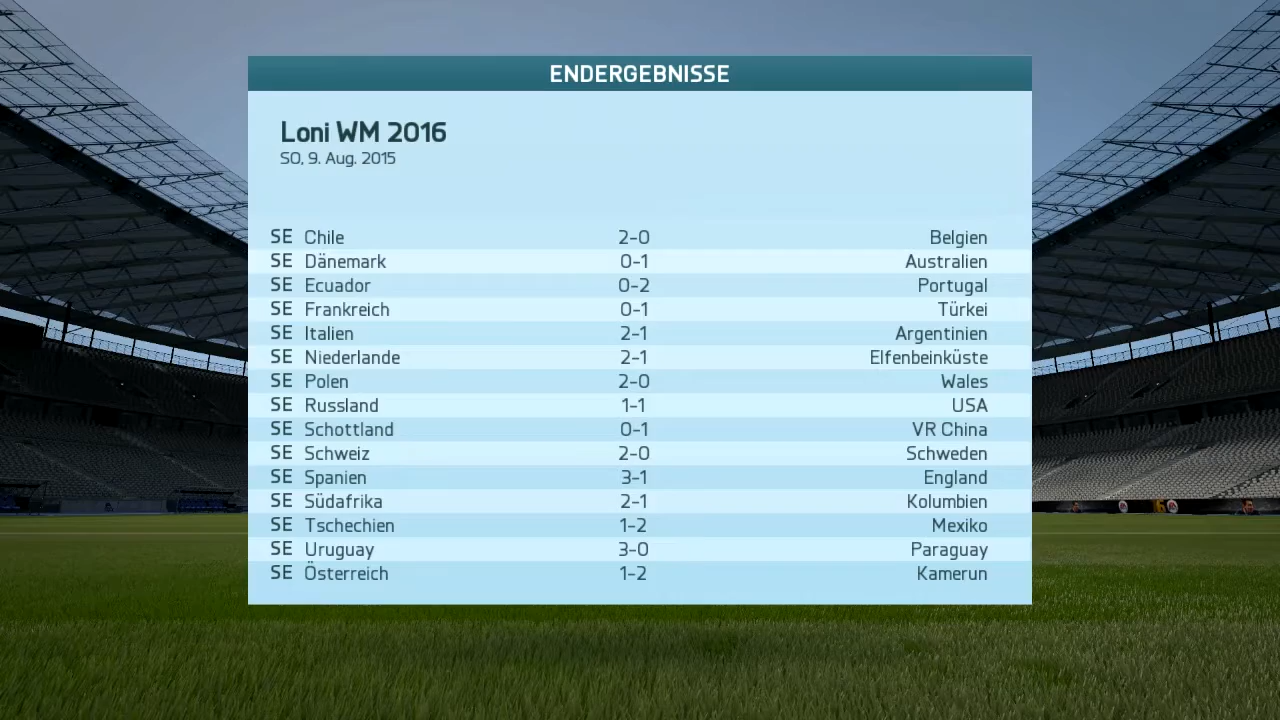 ENDERGEBNISSE
Loni WM 2016
SO, 9. Aug. 2015
SE Chile 2-0 Belgien
SE Dänemark 0-1 Australien
SE Ecuador 0-2 Portugal
SE Frankreich 0-1 Türkei
SE Italien 2-1 Argentinien
SE Niederlande 2-1 Elfenbeinküste
SE Polen 2-0 Wales
SE Russland 1-1 USA
SE Schottland 0-1 VR China
SE Schweiz 2-0 Schweden
SE Spanien 3-1 England
SE Südafrika 2-1 Kolumbien
SE Tschechien 1-2 Mexiko
SE Uruguay 3-0 Paraguay
SE Österreich 1-2 Kamerun